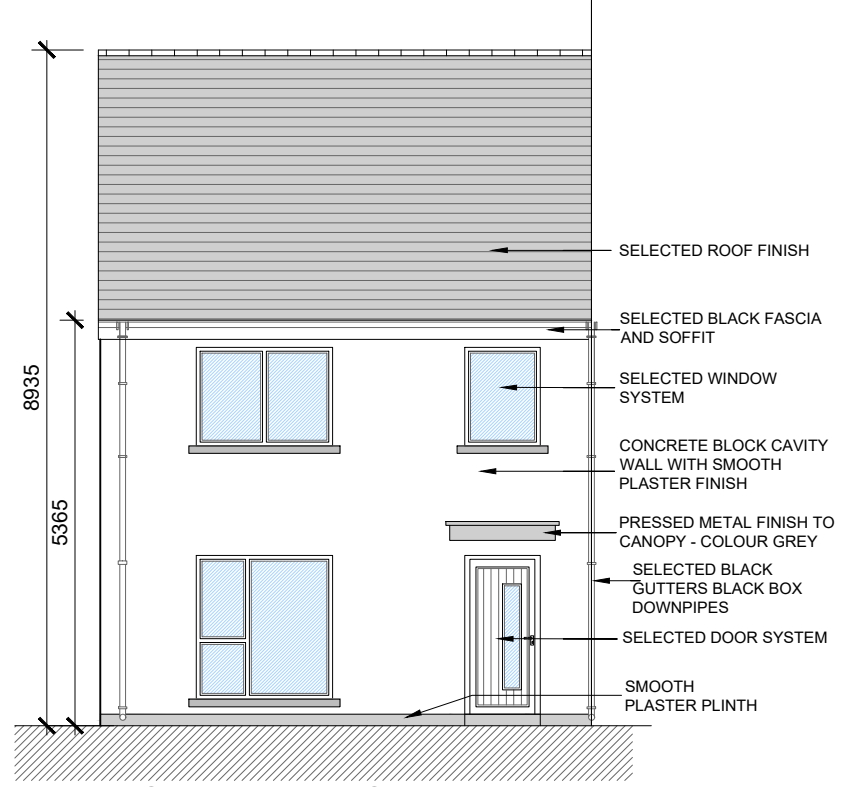 SELECTED ROOF FINISH
SELECTED BLACK FASCIA
AND SOFFIT
SELECTED WINDOW
SYSTEM
CONCRETE BLOCK CAVITY
WALL WITH SMOOTH
PLASTER FINISH
PRESSED METAL FINISH TO
CANOPY - COLOUR GREY
SELECTED BLACK
GUTTERS BLACK BOX
DOWNPIPES
SELECTED DOOR SYSTEM
SMOOTH
PLASTER PLINTH
8935
5365